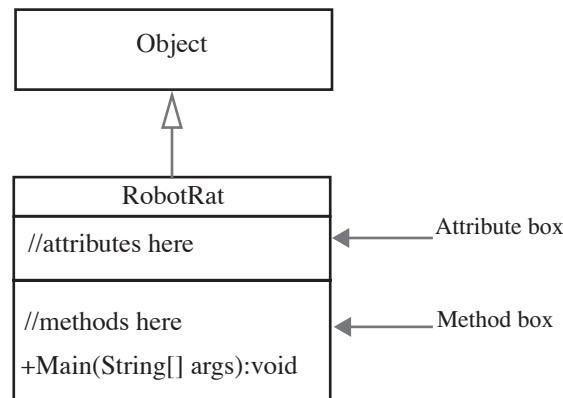 Object
RobotRat
//attributes here
Attribute box
//methods here
Method box
+Main(String[] args):void